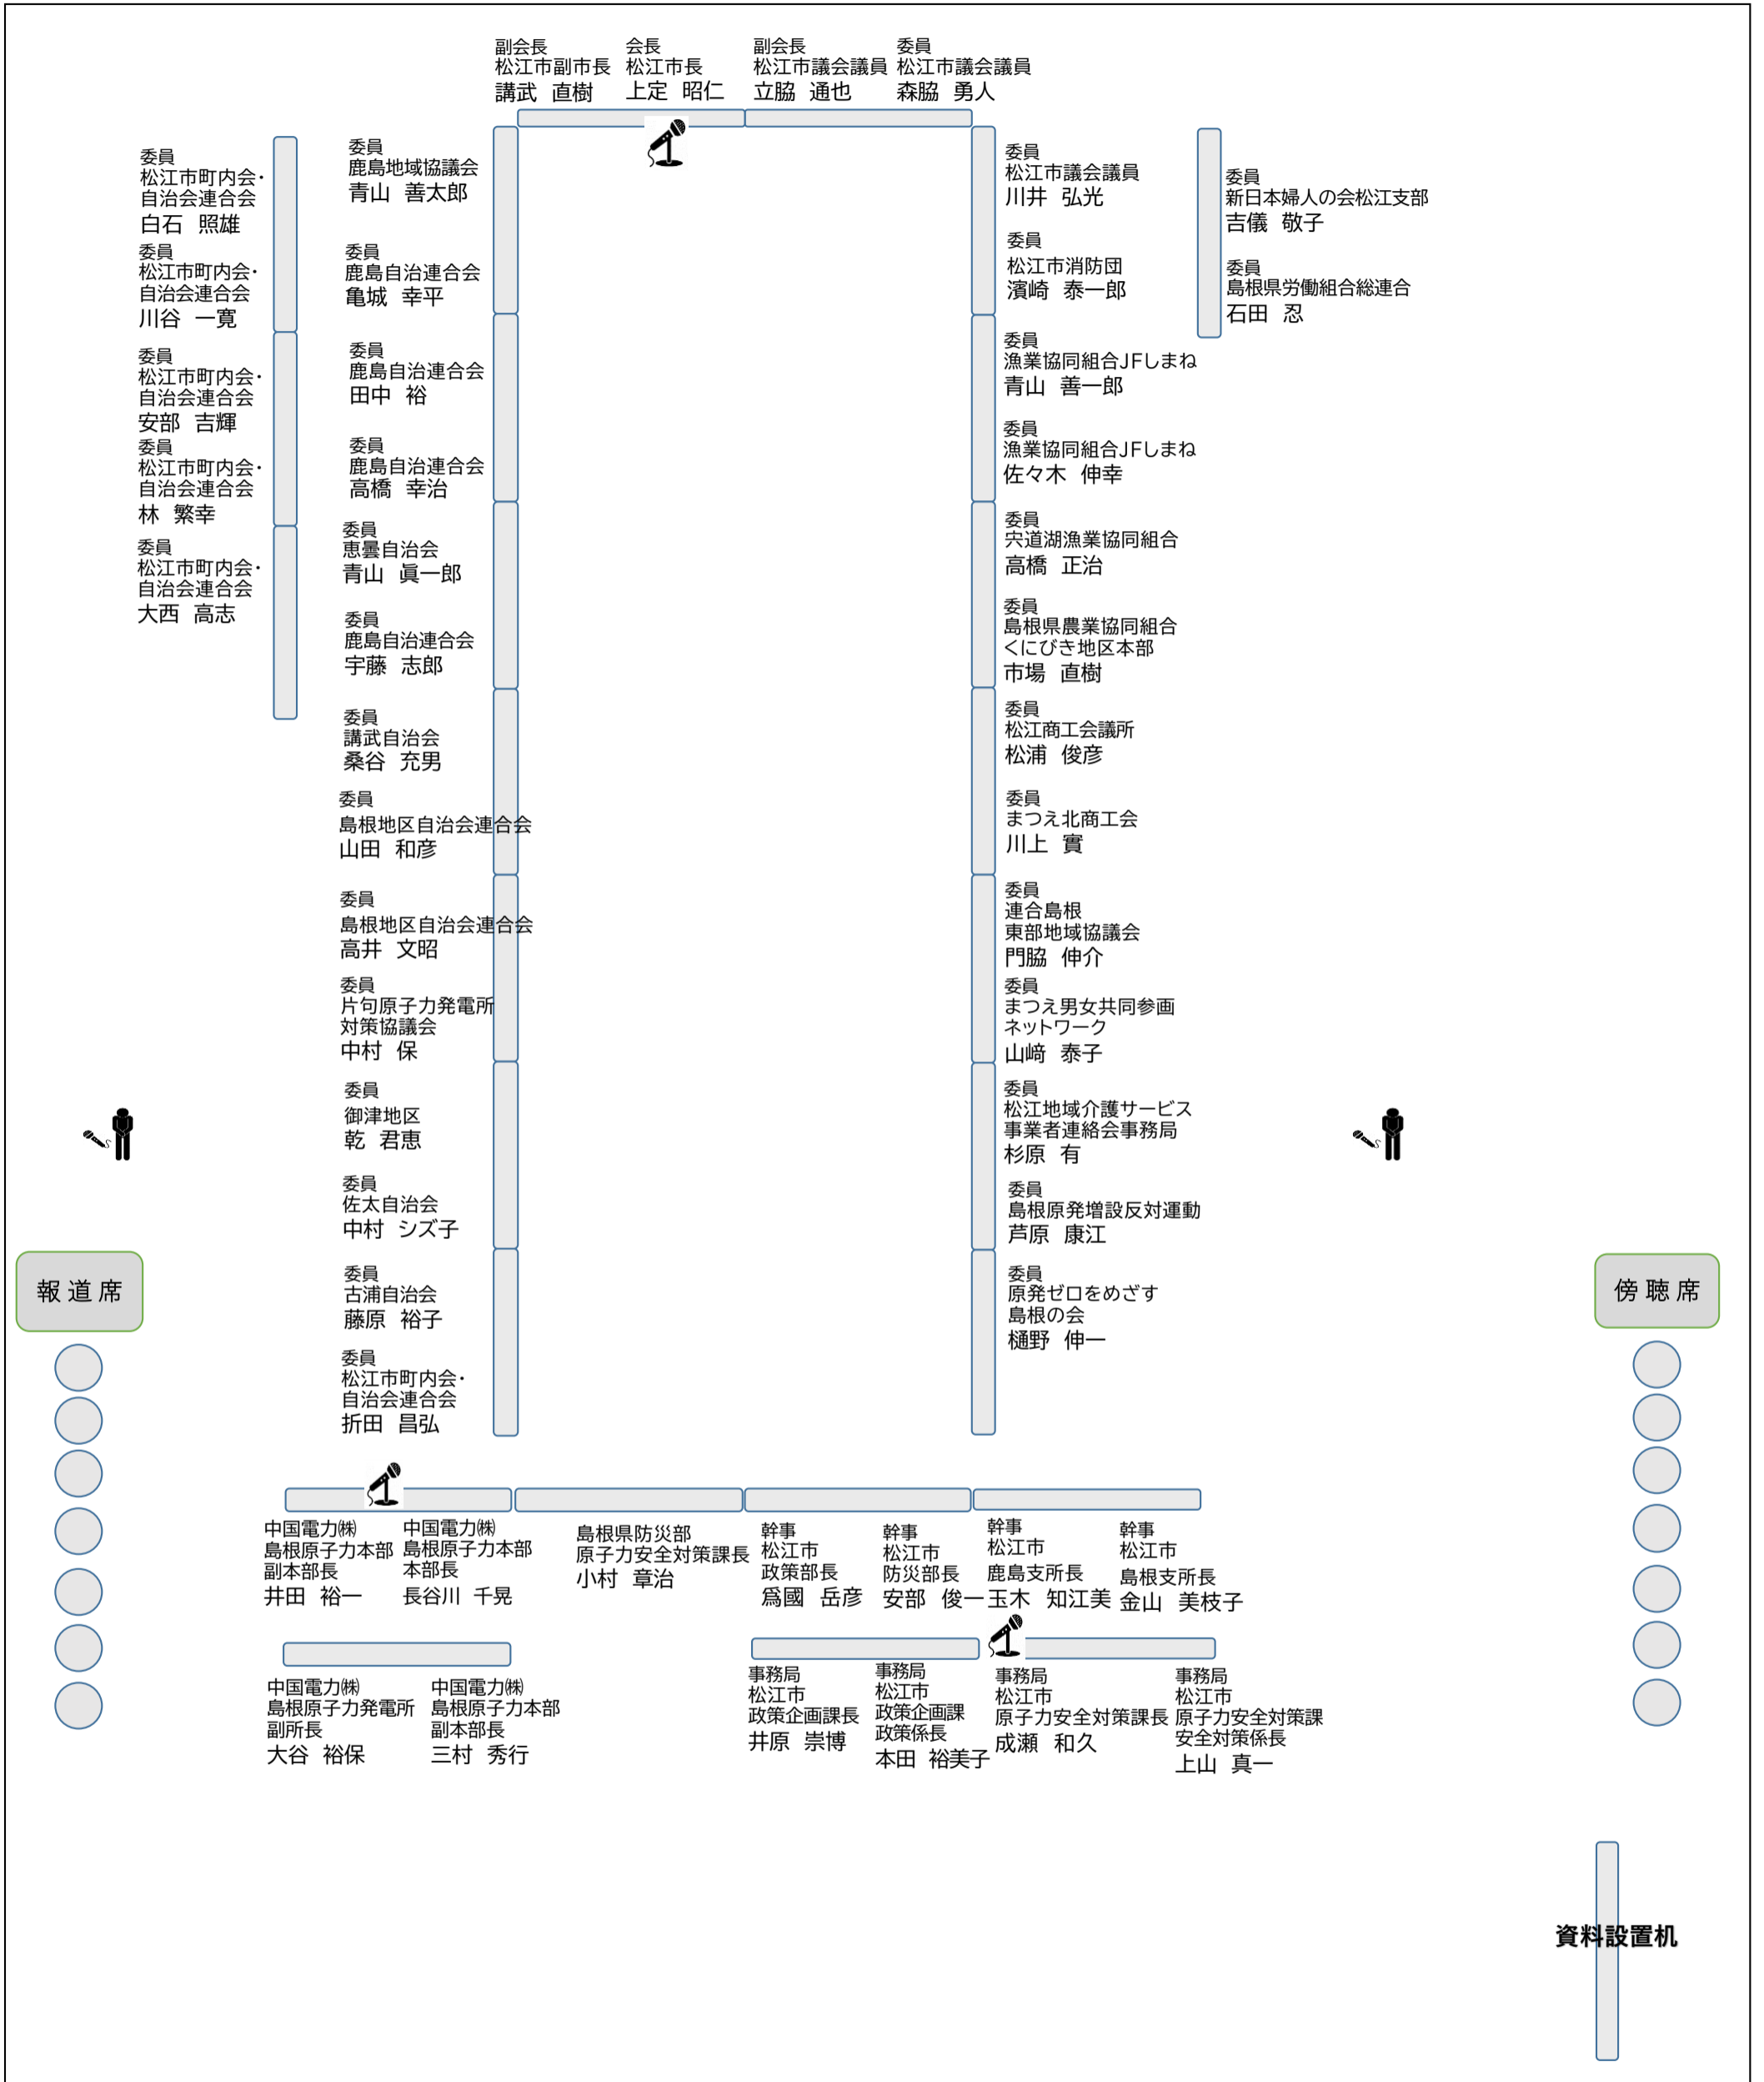 副会長
松江市副市長
講武 直樹
会長
松江市長
上定 昭仁
副会長
松江市議会議員
立脇 通也
委員
松江市議会議員
森脇 勇人
委員
松江市町内会・
自治会連合会
白石 照雄
委員
松江市町内会・
自治会連合会
川谷 一寛
委員
松江市町内会・
自治会連合会
安部 吉輝
委員
松江市町内会・
自治会連合会
林 繁幸
委員
松江市町内会・
自治会連合会
大西 高志
委員
鹿島地域協議会
青山 善太郎
委員
鹿島自治連合会
亀城 幸平
委員
鹿島自治連合会
田中 裕
委員
鹿島自治連合会
高橋 幸治
委員
恵曇自治会
青山 眞一郎
委員
鹿島自治連合会
宇藤 志郎
委員
講武自治会
桑谷 充男
委員
島根地区自治会連合会
山田 和彦
委員
島根地区自治会連合会
高井 文昭
委員
片句原子力発電所
対策協議会
中村 保
委員
御津地区
乾 君恵
委員
佐太自治会
中村 シズ子
委員
古浦自治会
藤原 裕子
委員
松江市町内会・
自治会連合会
折田 昌弘
委員
松江市議会議員
川井 弘光
委員
松江市消防団
濱崎 泰一郎
委員
漁業協同組合JFしまね
青山 善一郎
委員
漁業協同組合JFしまね
佐々木 伸幸
委員
宍道湖漁業協同組合
高橋 正治
委員
島根県農業協同組合
くにびき地区本部
市場 直樹
委員
松江商工会議所
松浦 俊彦
委員
まつえ北商工会
川上 實
委員
連合島根
東部地域協議会
門脇 伸介
委員
まつえ男女共同参画
ネットワーク
山﨑 泰子
委員
松江地域介護サービス
事業者連絡会事務局
杉原 有
委員
島根原発増設反対運動
芦原 康江
委員
原発ゼロをめざす
島根の会
樋野 伸一
委員
新日本婦人の会松江支部
吉儀 敬子
委員
島根県労働組合総連合
石田 忍
報道席
傍聴席
中国電力㈱
島根原子力本部
副本部長
井田 裕一
中国電力㈱
島根原子力本部
本部長
長谷川 千晃
島根県防災部
原子力安全対策課長
小村 章治
幹事
松江市
政策部長
爲國 岳彦
幹事
松江市
防災部長
安部 俊一
幹事
松江市
鹿島支所長
玉木 知江美
幹事
松江市
島根支所長
金山 美枝子
中国電力㈱
島根原子力発電所
副所長
大谷 裕保
中国電力㈱
島根原子力本部
副本部長
三村 秀行
事務局
松江市
政策企画課長
井原 崇博
事務局
松江市
政策企画課
政策係長
本田 裕美子
事務局
松江市
原子力安全対策課長
成瀬 和久
事務局
松江市
原子力安全対策課
安全対策係長
上山 真一
資料設置机